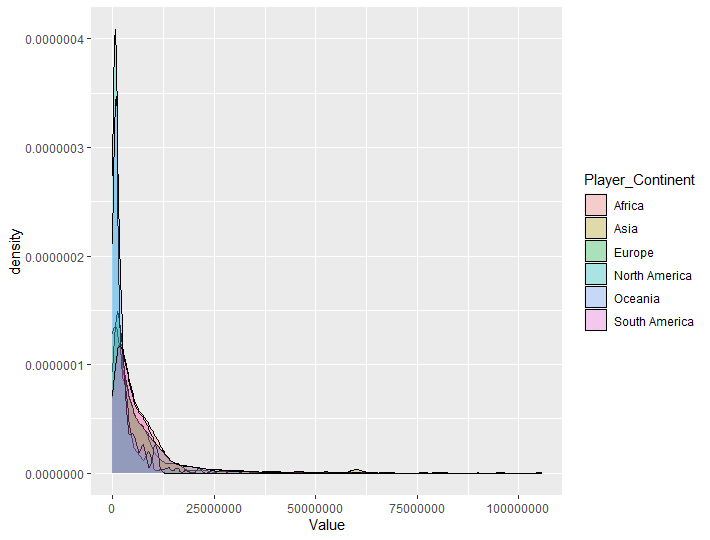 0.0000004
0.0000003
0.0000002
0.0000001
0.0000000
density
0
25000000
50000000
75000000
100000000
Value
Player_Continent
Africa
Asia
Europe
North America
Oceania
South America